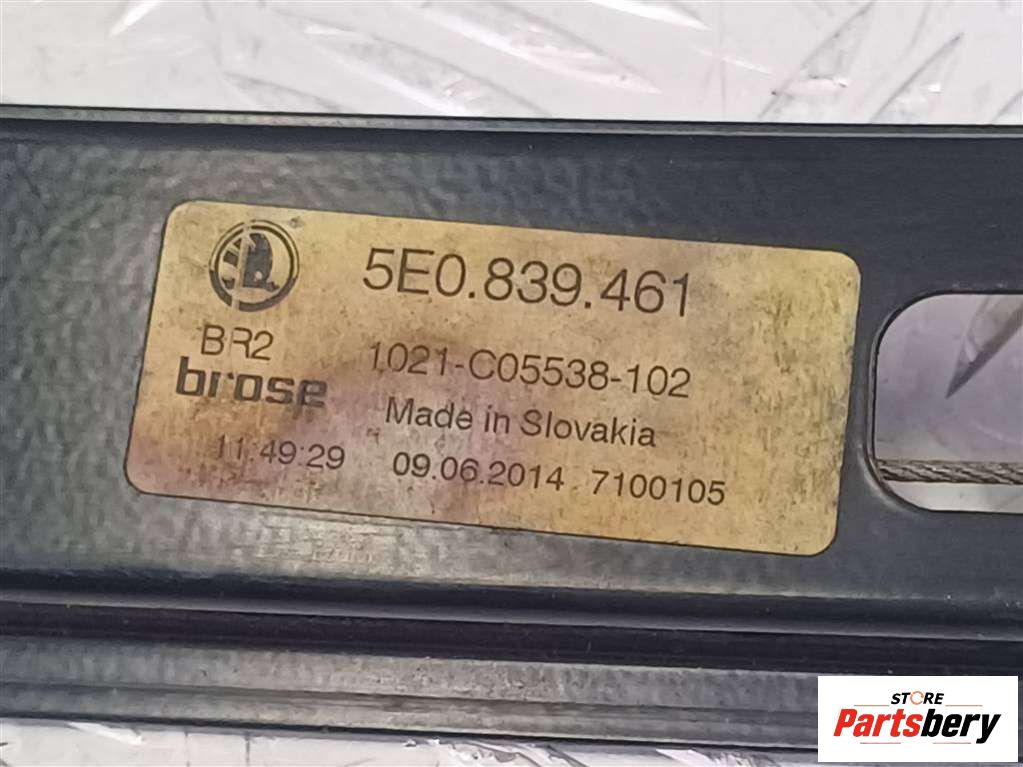 5E0.839.461
BR2
1021-C05538-102
brose
Made in Slovakia
11:49:29 09.06.2014 7100105
STORE
Partsbery